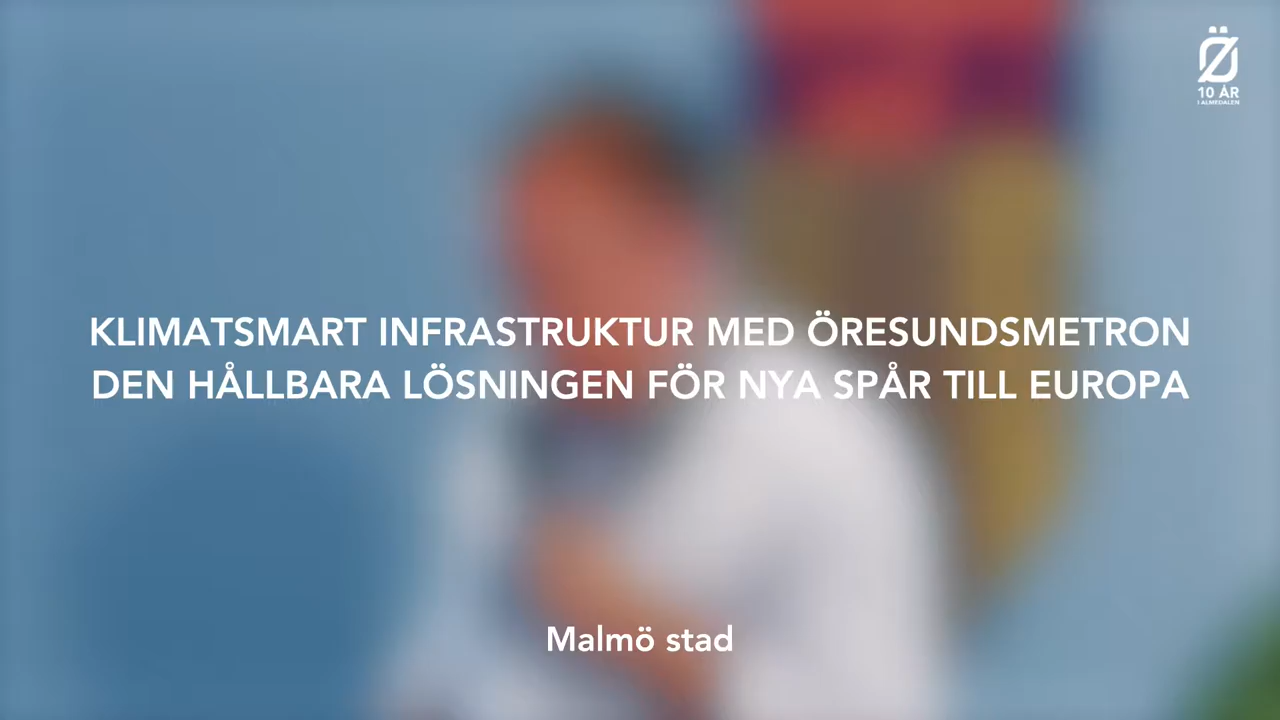 Ö
10 ÅR
I ALMEDALEN
KLIMATSMART INFRASTRUKTUR MED ÖRESUNDSMETRON
DEN HÅLLBARA LÖSNINGEN FÖR NYA SPÅR TILL EUROPA
Malmö stad